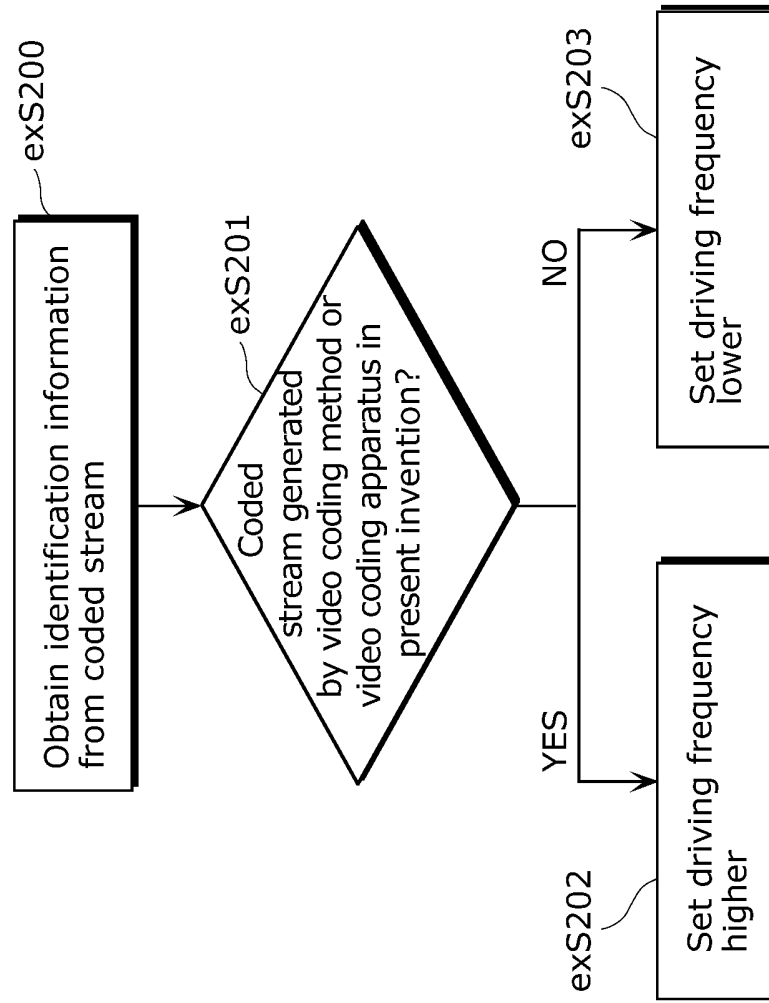 exS200
Obtain identification information
from coded stream
exS201
Coded
stream generated
by video coding method or
video coding apparatus in
present invention?
YES
NO
exS202
Set driving frequency
higher
exS203
Set driving frequency
lower